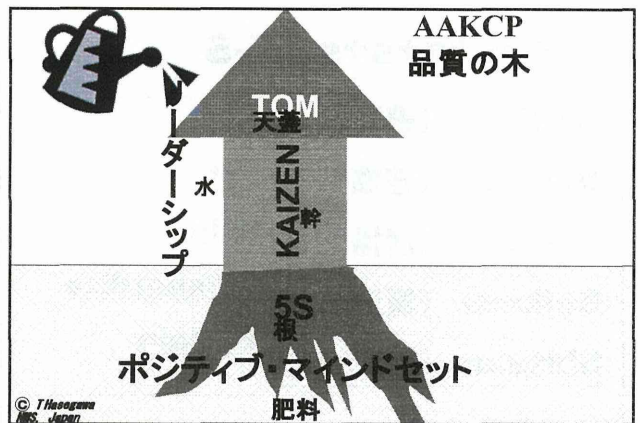 AAKCP
品質の木
TQM
天蓋
リーダーシップ
水
KAIZEN
幹
5S
根
ポジティブ・マインドセット
肥料
© T Hasegawa
NWS. Japan